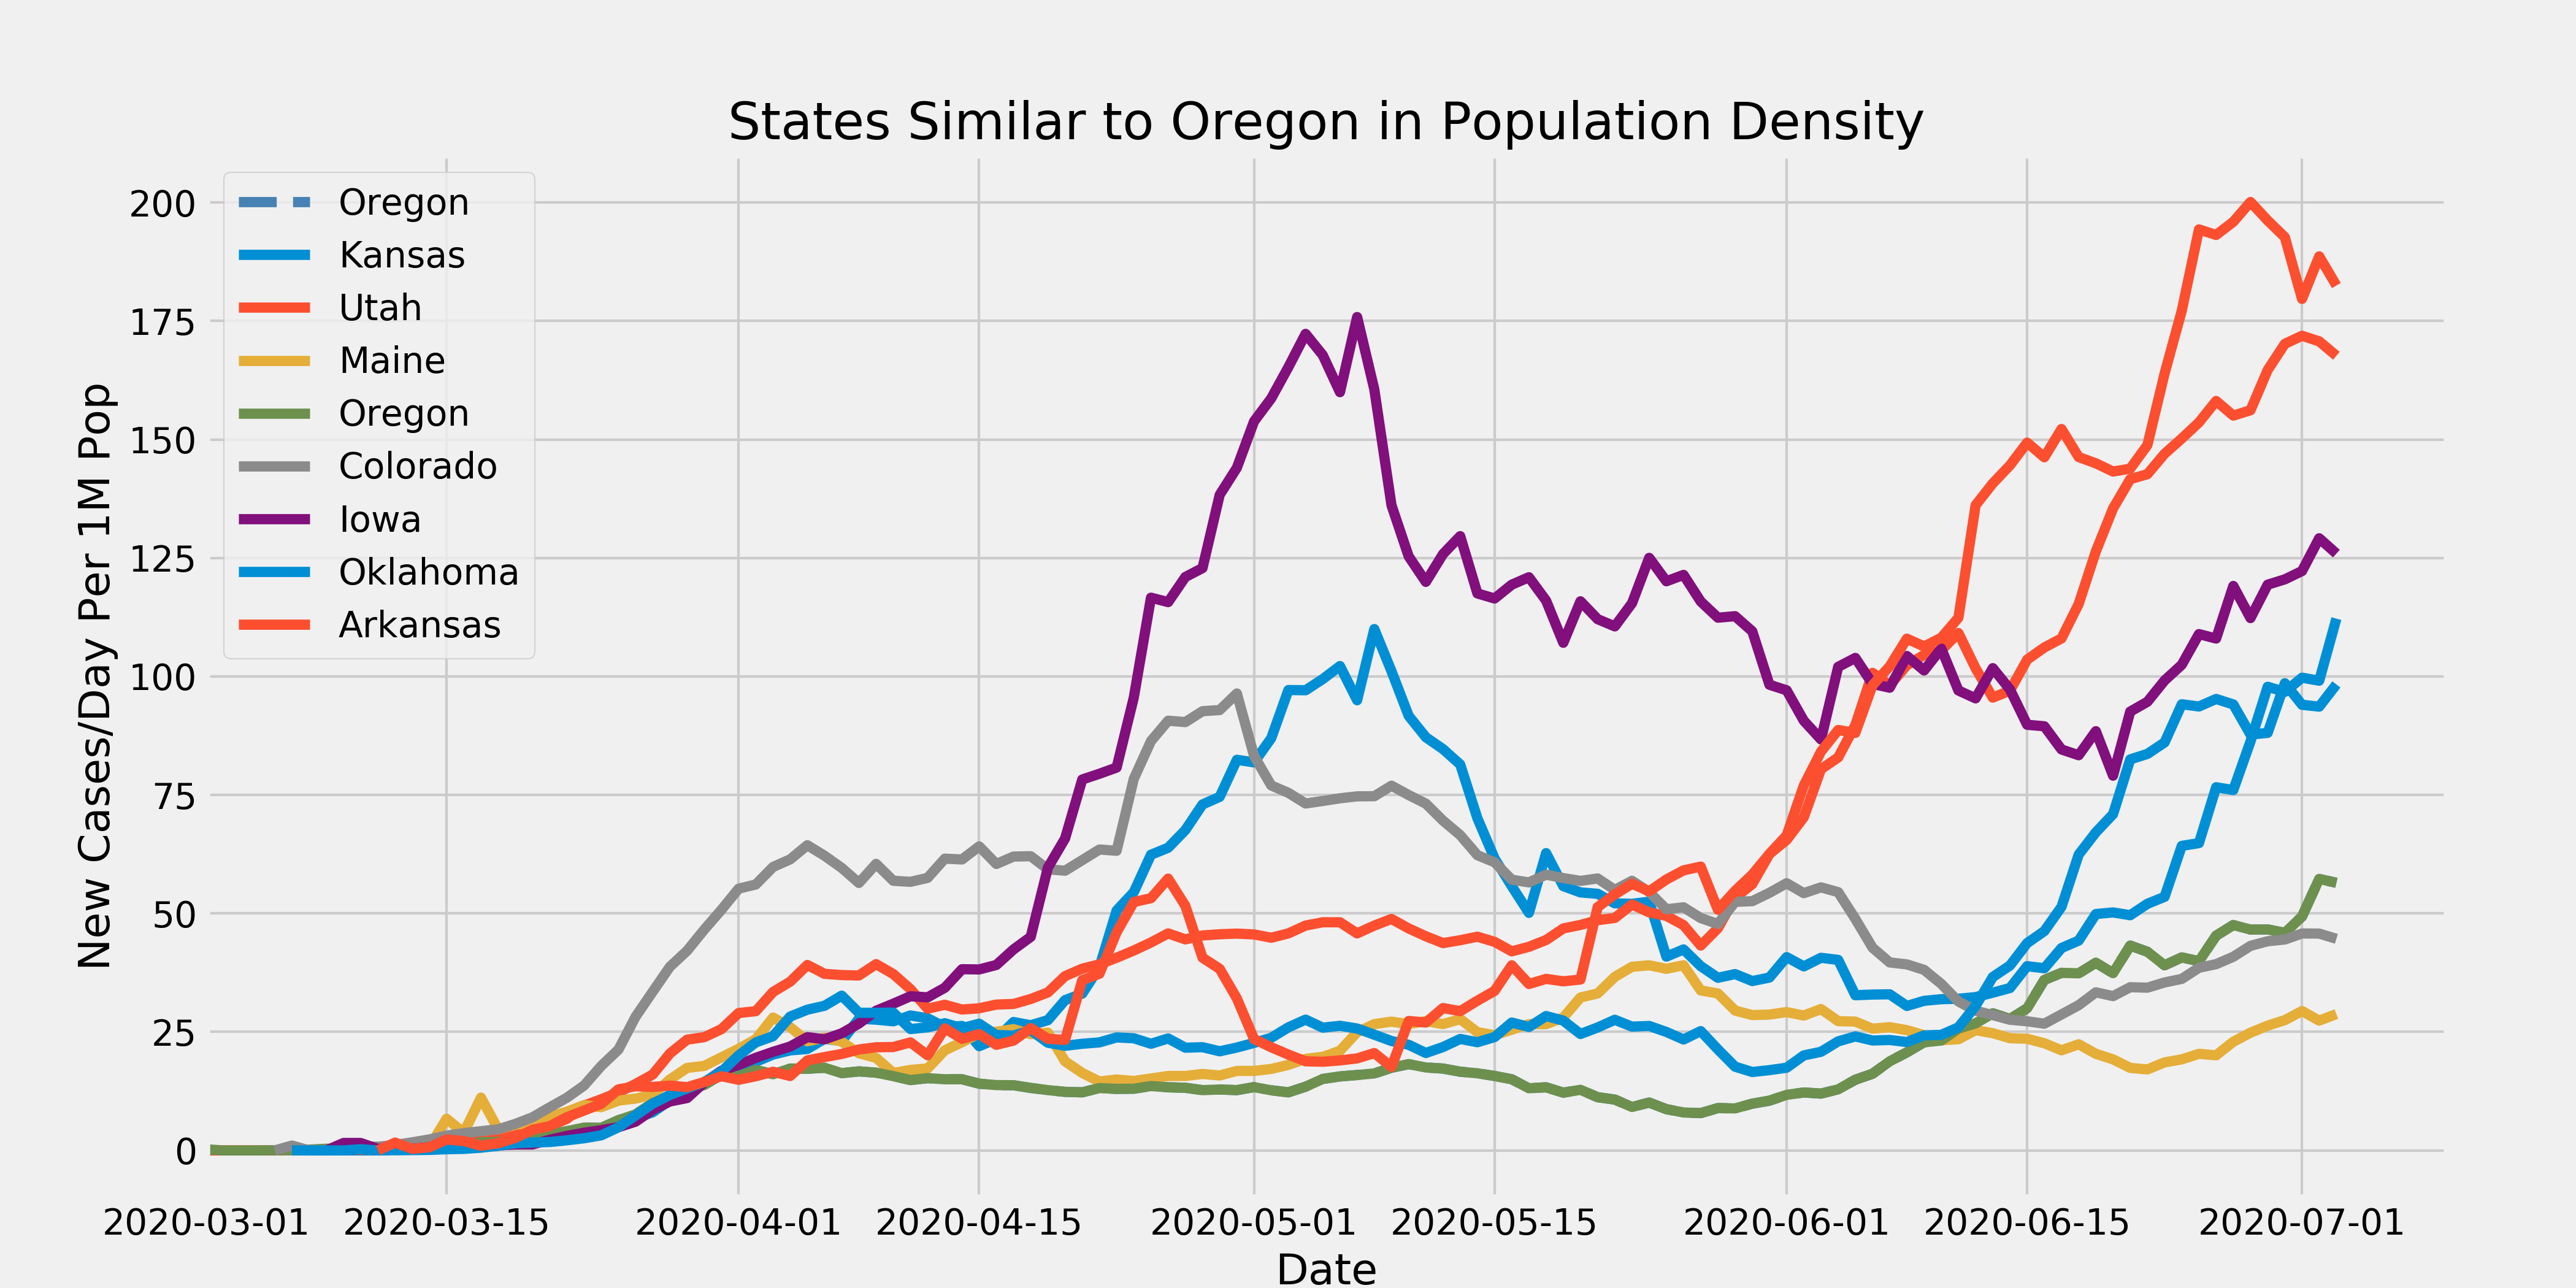 States Similar to Oregon in Population Density
Oregon
Kansas
Utah
Maine
Oregon
Colorado
Iowa
Oklahoma
Arkansas
New Cases/Day Per 1M Pop
200
175
150
125
100
75
50
25
0
2020-03-01 2020-03-15 2020-04-01 2020-04-15 2020-05-01 2020-05-15 2020-06-01 2020-06-15 2020-07-01
Date